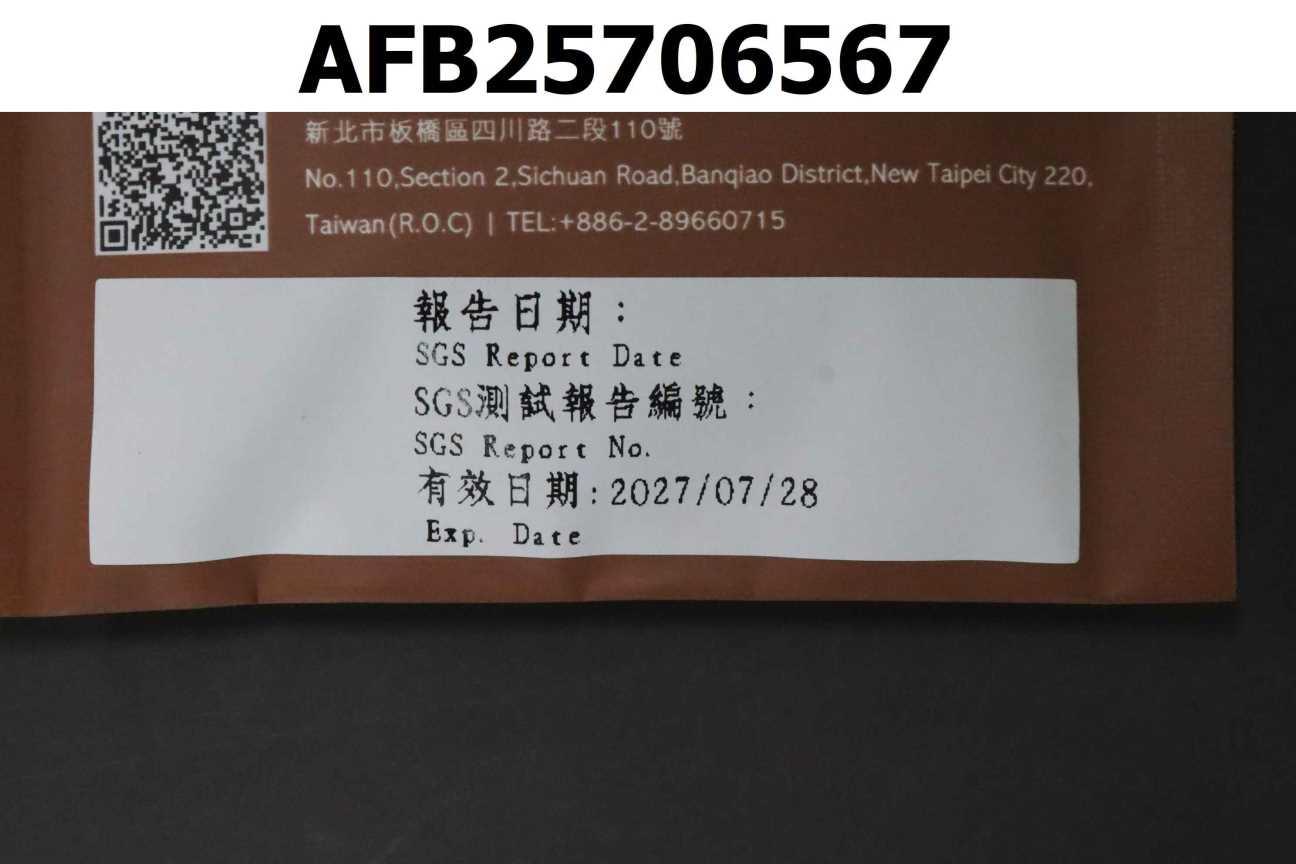 AFB25706567
新北市板橋區四川路二段110號
No.110,Section 2,Sichuan Road,Banqiao District,New Taipei City 220,
Taiwan(R.O.C) | TEL:+886-2-89660715
報告日期：
SGS Report Date
SGS測試報告編號：
SGS Report No.
有效日期:2027/07/28
Exp. Date